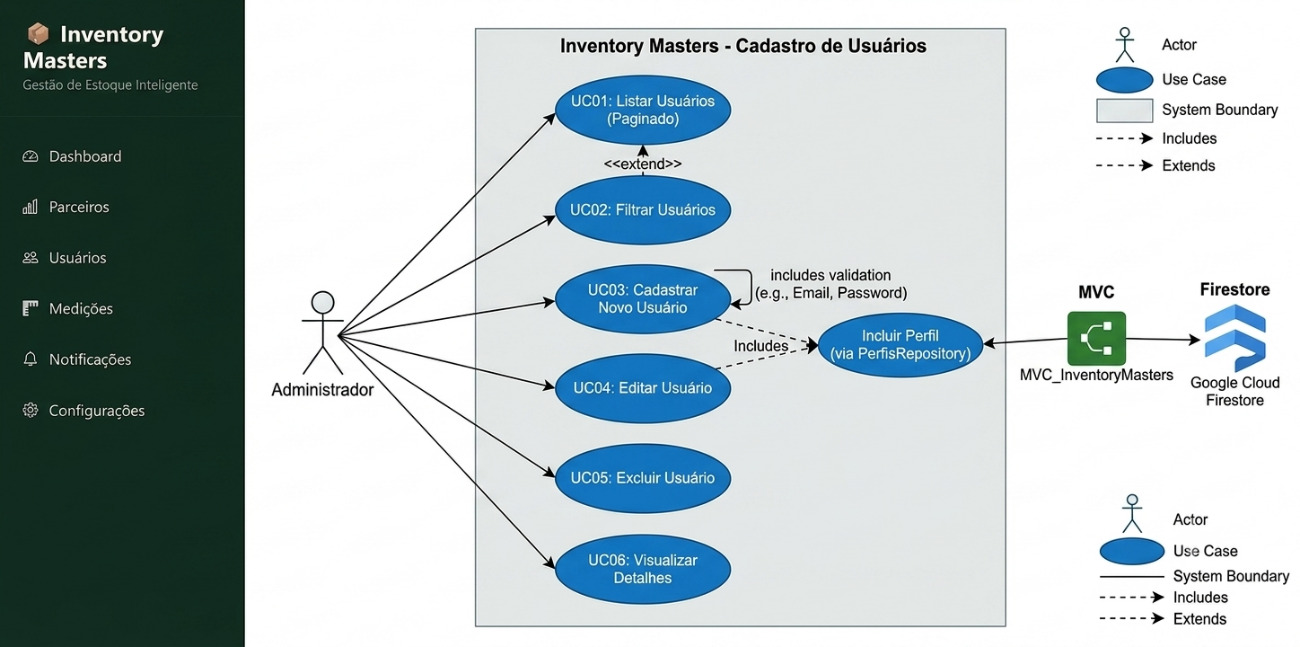 Inventory
Masters
Gestão de Estoque Inteligente
Dashboard
Parceiros
Usuários
Medições
Notificações
Configurações
Inventory Masters - Cadastro de Usuários
UC01: Listar Usuários
(Paginado)
<<extend>>
UC02: Filtrar Usuários
UC03: Cadastrar
Novo Usuário
includes validation
(e.g., Email, Password)
Includes
Incluir Perfil
(via PerfisRepository)
UC04: Editar Usuário
UC05: Excluir Usuário
UC06: Visualizar
Detalhes
Administrador
MVC
MVC_InventoryMasters
Firestore
Google Cloud
Firestore
Actor
Use Case
System Boundary
Includes
Extends
Actor
Use Case
System Boundary
Includes
Extends